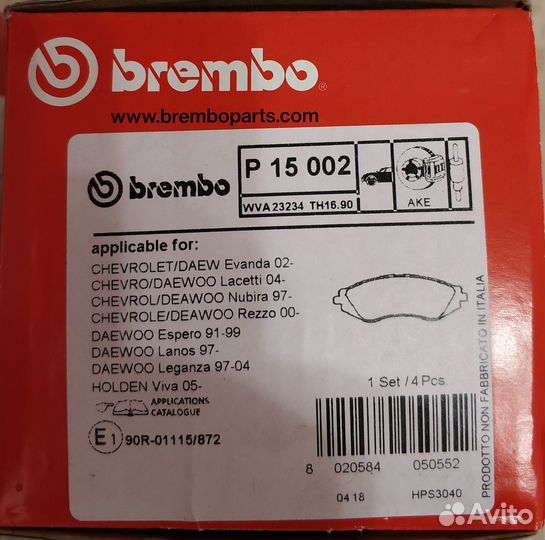 brembo
www.bremboparts.com
brembo
P 15 002
WVA 23234 TH16.90
AKE
applicable for:
CHEVROLET/DAEW Evanda 02-
CHEVRO/DAEWOO Lacetti 04-
CHEVROL/DEAWOO Nubira 97-
CHEVROLE/DEAWOO Rezzo 00-
DAEWOO Espero 91-99
DAEWOO Lanos 97-
DAEWOO Leganza 97-04
HOLDEN Viva 05-
APPLICATIONS
CATALOGUE
E1 90R-01115/872
1 Set / 4 Pcs.
8 020584 050552
04 18 HPS3040
PRODOTTO NON FABBRICATO IN ITALIA
Avito